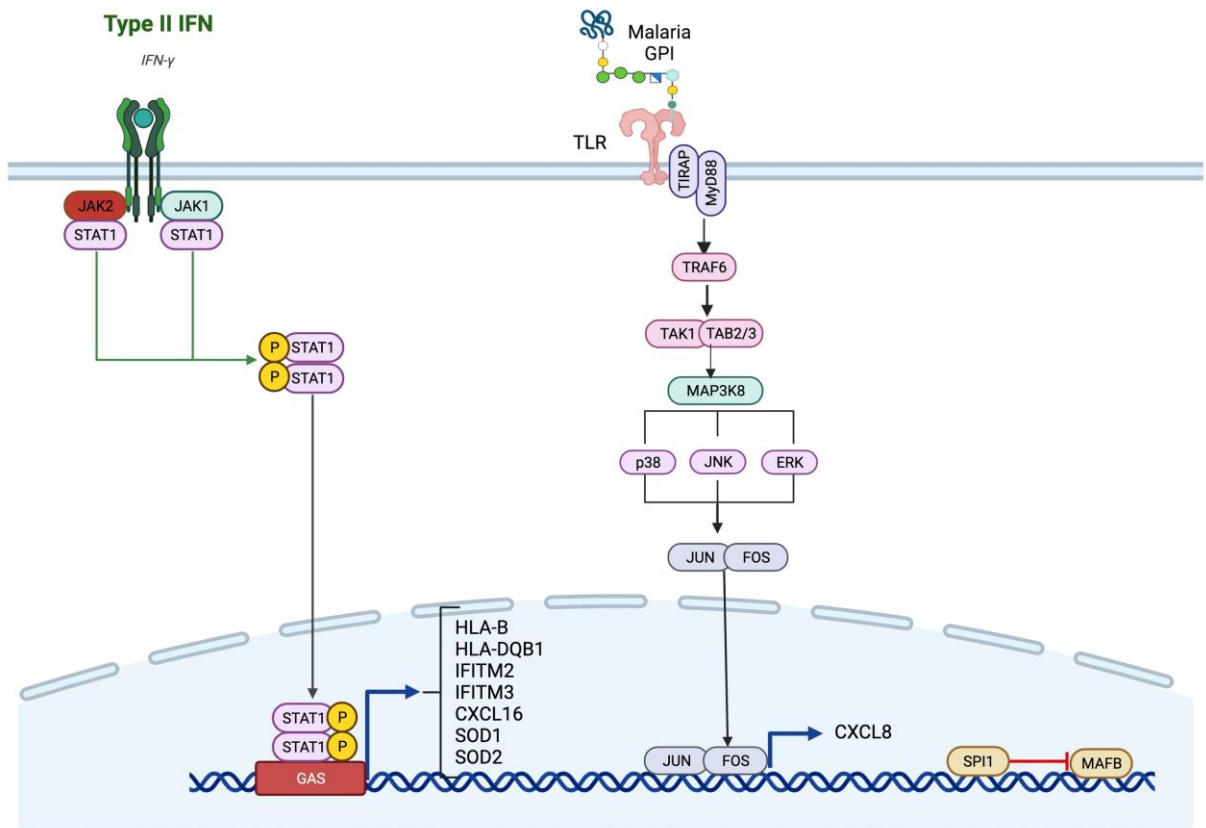 Type II IFN
IFN-γ
Malaria
GPI
TLR
TIRAP
MyD88
JAK2
JAK1
STAT1
STAT1
TRAF6
TAK1
TAB2/3
P
STAT1
P
STAT1
MAP3K8
p38
JNK
ERK
JUN
FOS
HLA-B
HLA-DQB1
IFITM2
IFITM3
CXCL16
SOD1
SOD2
STAT1
P
STAT1
P
GAS
JUN
FOS
CXCL8
SPI1
MAFB